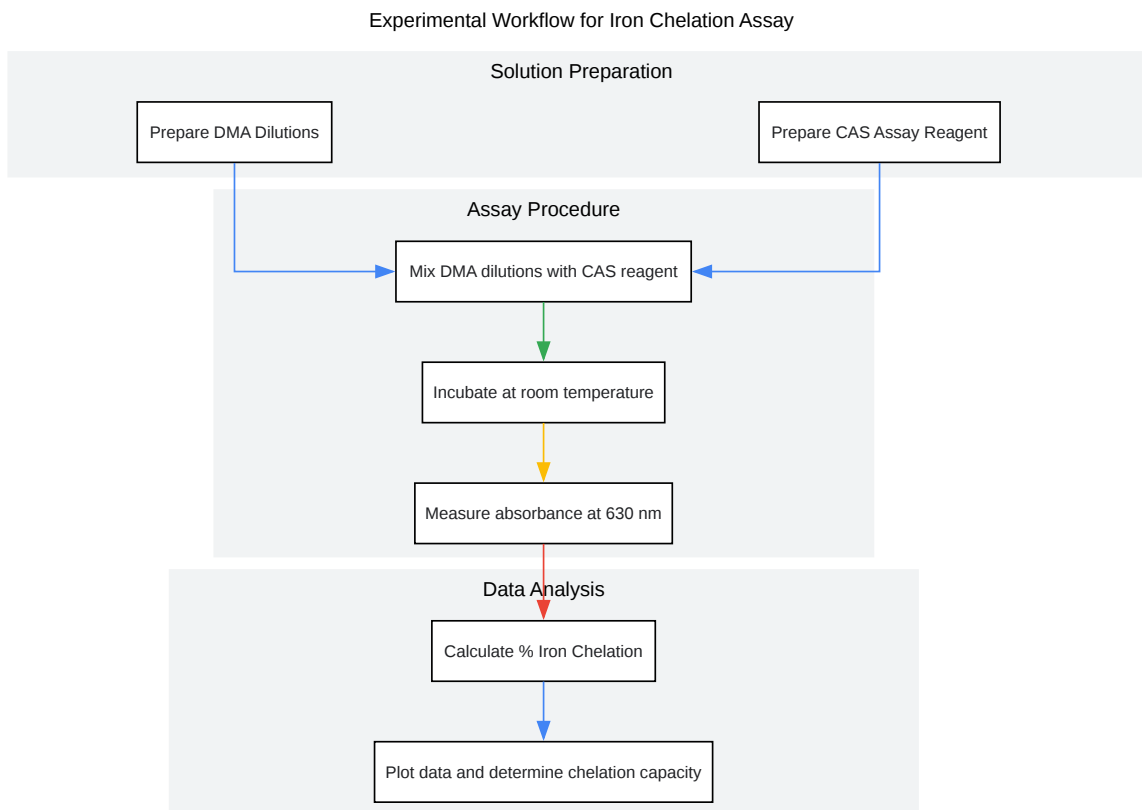 Experimental Workflow for Iron Chelation Assay
Solution Preparation
Prepare DMA Dilutions
Prepare CAS Assay Reagent
Assay Procedure
Mix DMA dilutions with CAS reagent
Incubate at room temperature
Measure absorbance at 630 nm
Data Analysis
Calculate % Iron Chelation
Plot data and determine chelation capacity